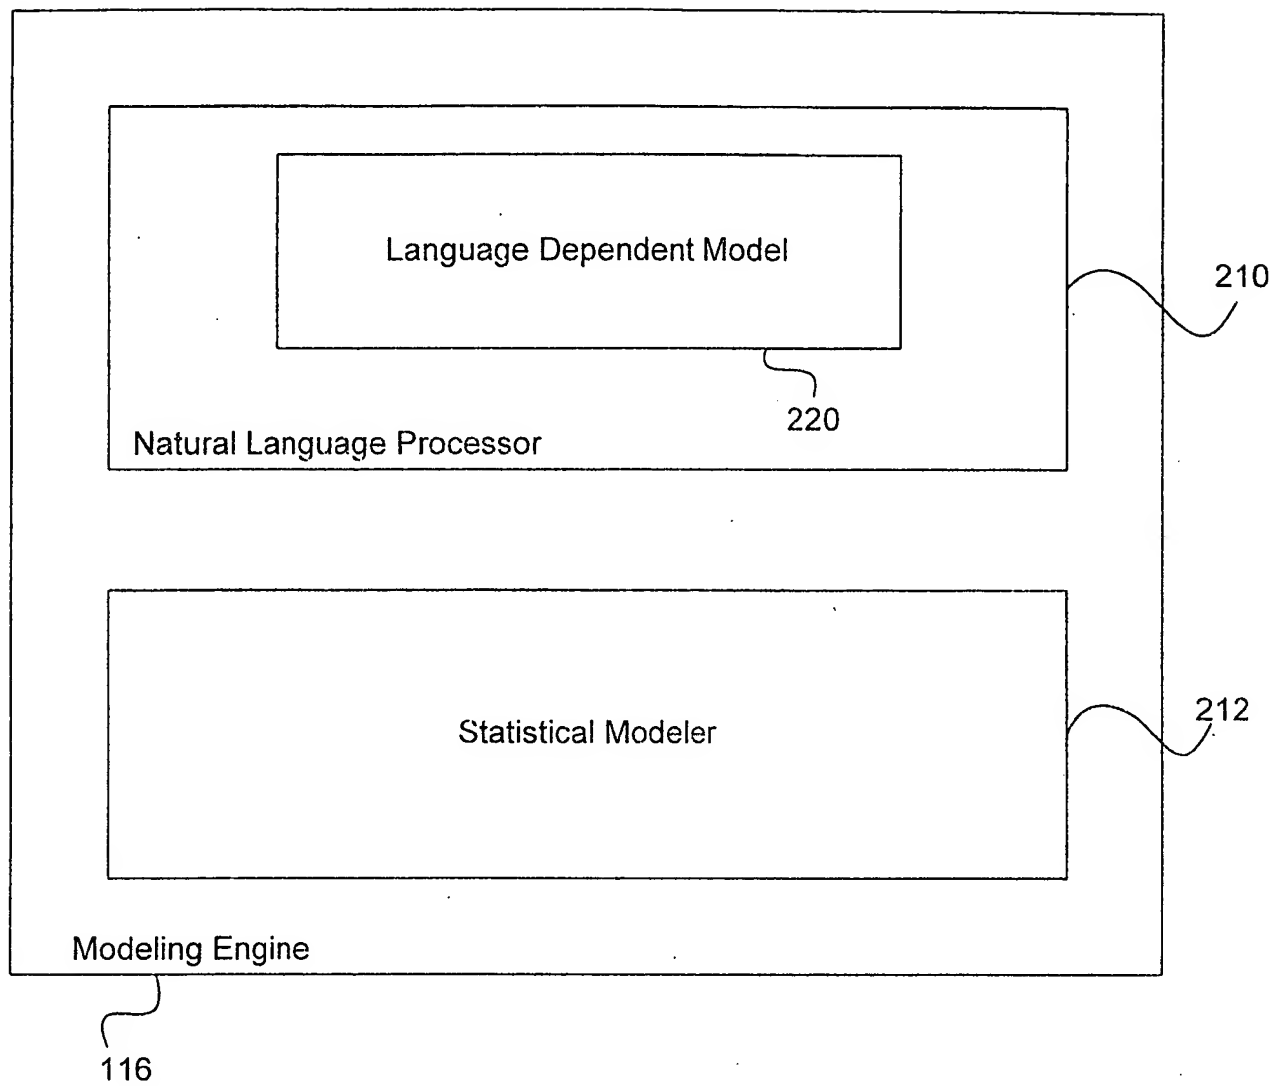 Language Dependent Model
210
220
Natural Language Processor
Statistical Modeler
212
Modeling Engine
116